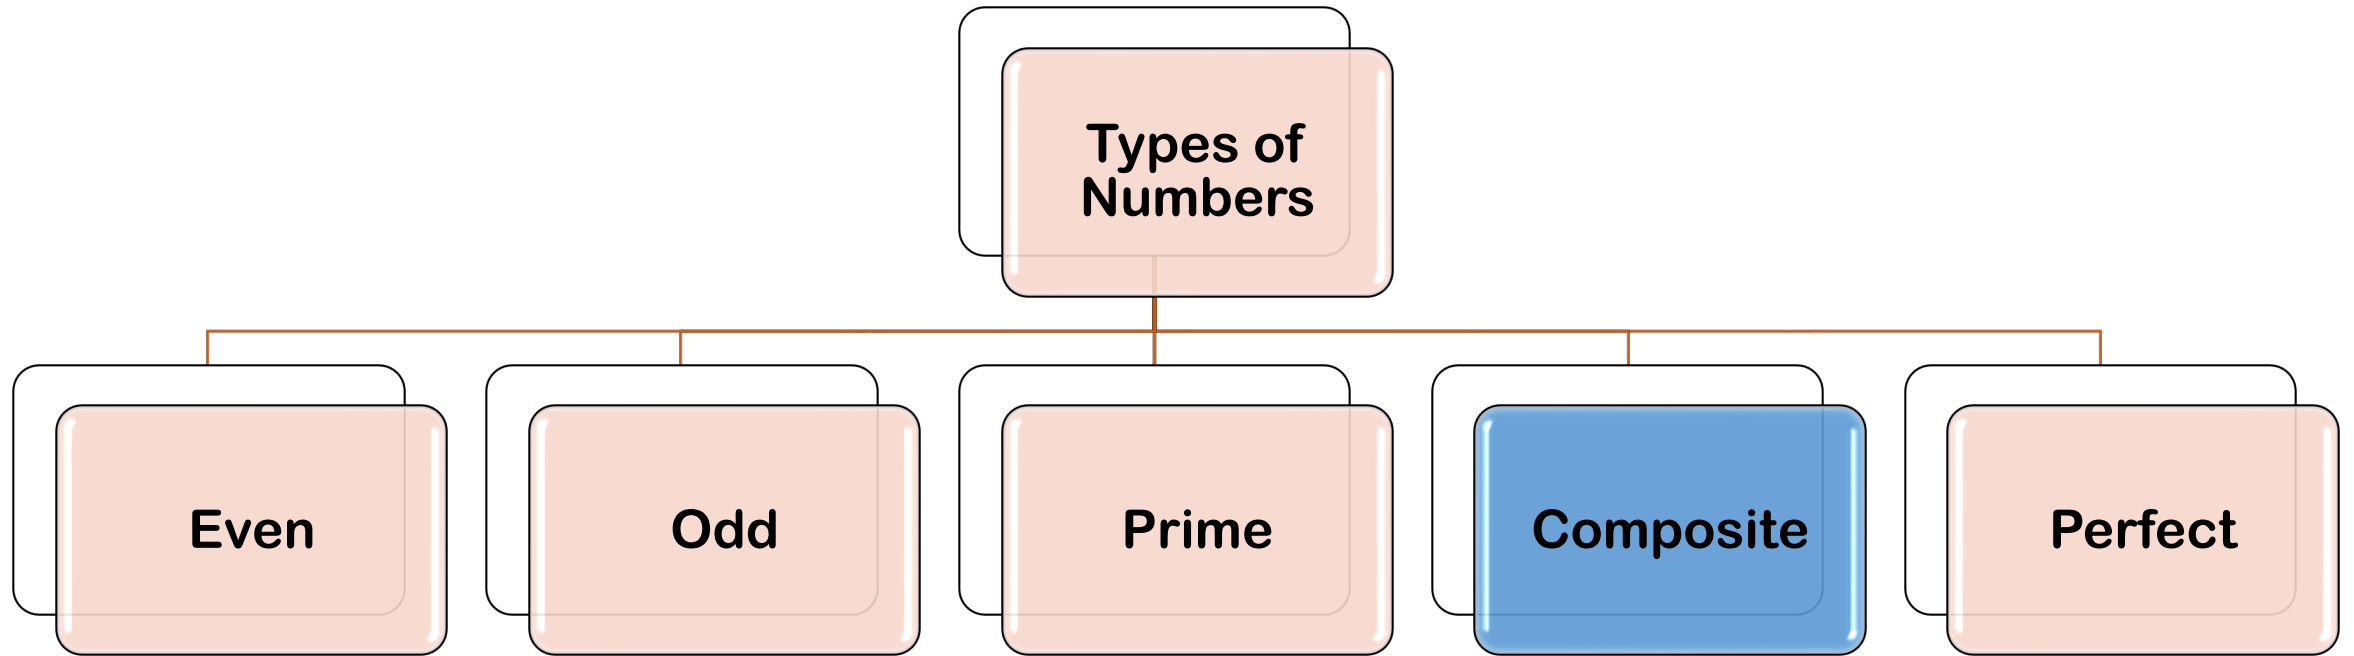 Types of
Numbers
Even
Odd
Prime
Composite
Perfect